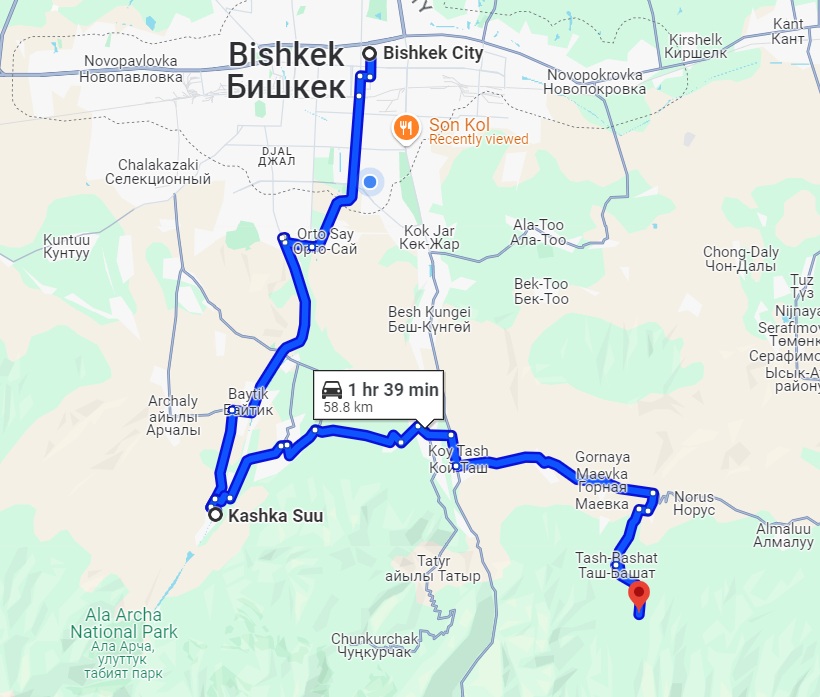 Bishkek
Бишкек
Bishkek City
Novopavlovka
Новопавловка
Kirshelk
Киршелк
Kant
Кант
Novopokrovka
Новопокровка
Son Kol
Recently viewed
DJAL
ДЖАЛ
Chalakazaki
Селекционный
Kuntuu
Кунтуу
Orto Say
Орто-Сай
Kok Jar
Көк-Жар
Ala-Too
Ала-Тоо
Chong-Daly
Чон-Далы
Bek-Too
Бек-Тоо
Tuz
Туз
Besh Kungei
Беш-Күнгөй
Nijnaya
Serafimov
Төмөнк
Серафимо
Ысык-А
району
1 hr 39 min
58.8 km
Archaly
айылы
Арчалы
Baytik
Байтик
Koy Tash
Кой-Таш
Gornaya
Maevka
Горная
Маевка
Norus
Норус
Kashka Suu
Almaluu
Алмалуу
Tatyr
айылы Татыр
Tash-Bashat
Таш-Башат
Ala Archa
National Park
Ала Арча,
улуттук
табият парк
Chunkurchak
Чуңкурчак